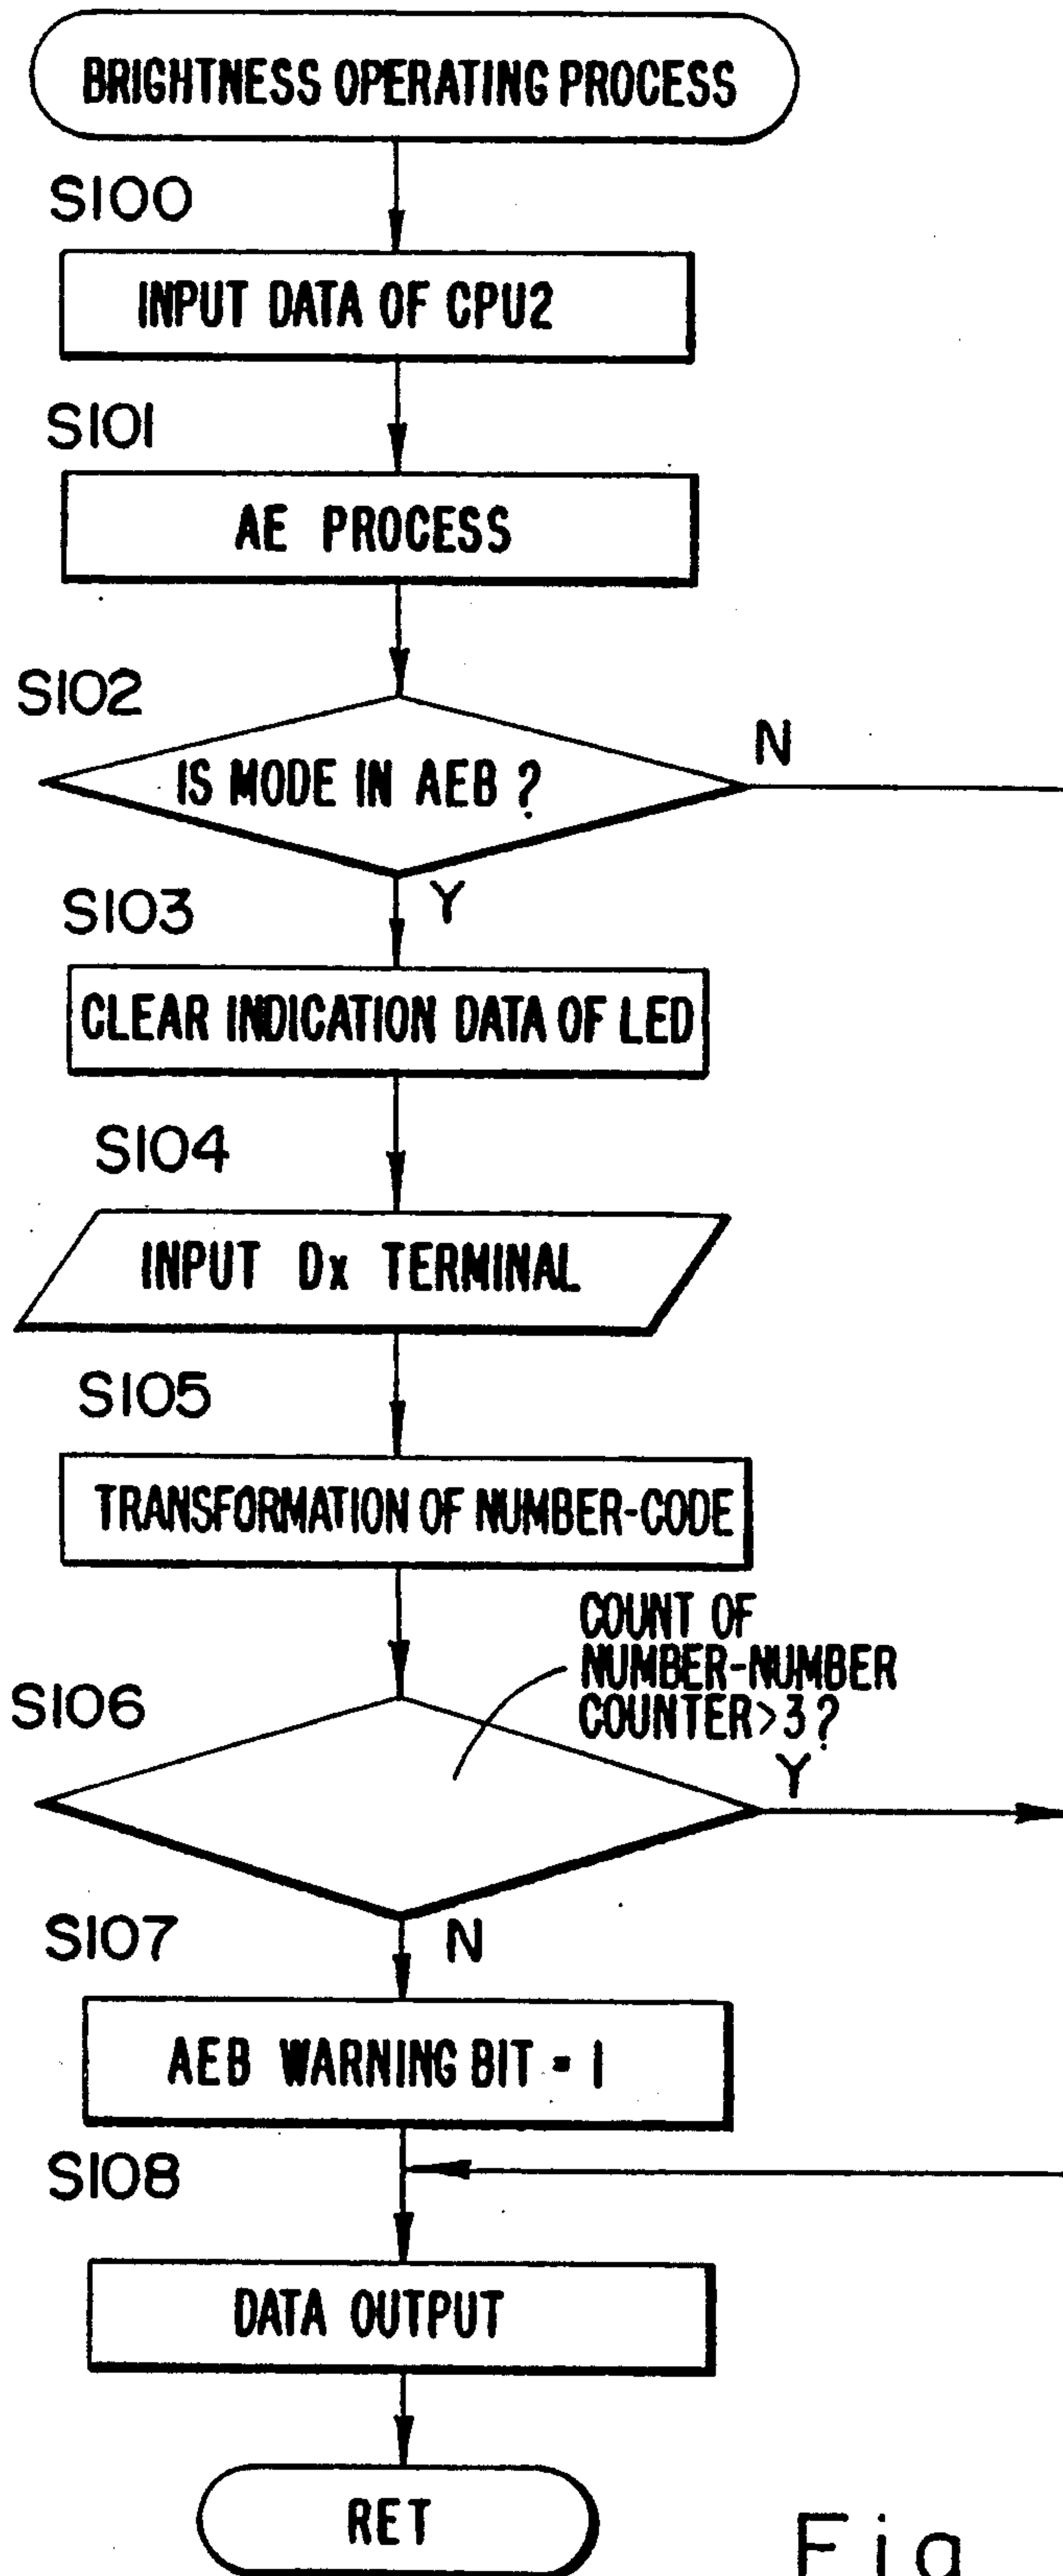 BRIGHTNESS OPERATING PROCESS
S100
INPUT DATA OF CPU2
S101
AE PROCESS
S102
N
IS MODE IN AEB ?
Y
S103
CLEAR INDICATION DATA OF LED
S104
INPUT Dx TERMINAL
S105
TRANSFORMATION OF NUMBER-CODE
COUNT OF
NUMBER-NUMBER
COUNTER>3?
S106
Y
S107
N
AEB WARNING BIT = 1
S108
DATA OUTPUT
RET
Fig